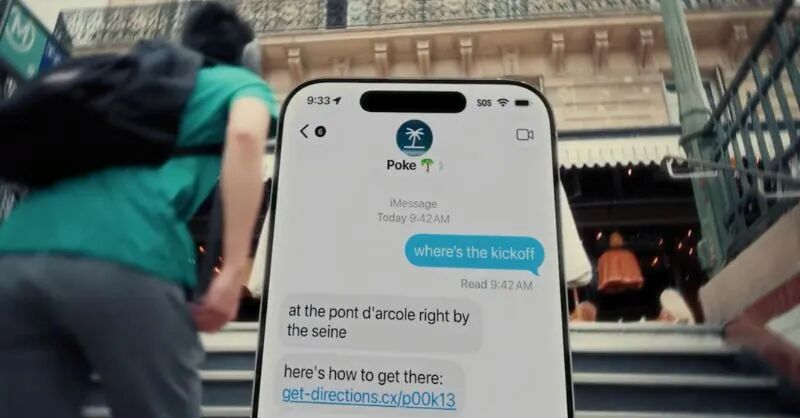 M
9:33
SOS
6
Poke 🌴
iMessage
Today 9:42 AM
where's the kickoff
Read 9:42 AM
at the pont d'arcole right by
the seine
here's how to get there:
get-directions.cx/p00k13